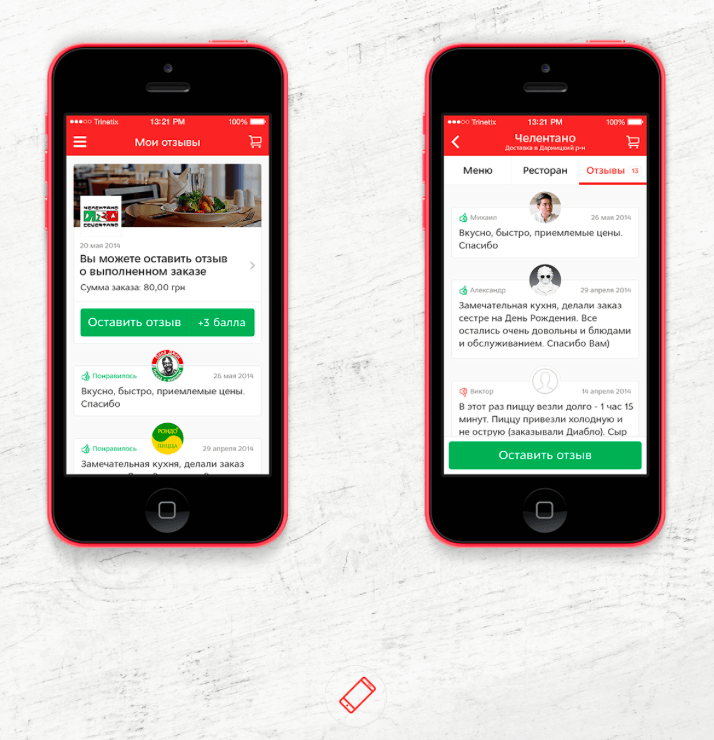 Trinetix 13:21 PM 100%
Мои отзывы
ЧЕЛЕНТАНО
CELENTANO
20 мая 2014
Вы можете оставить отзыв
о выполненном заказе
Сумма заказа: 80,00 грн
Оставить отзыв +3 балла
Понравилось 26 мая 2014
Вкусно, быстро, приемлемые цены.
Спасибо
РОНДО
ПИЦЦА
Понравилось 29 апреля 2014
Замечательная кухня, делали заказ
Trinetix 13:21 PM 100%
Челентано
Доставка в Дарницкий р-н
Меню Ресторан Отзывы 13
Михаил 26 мая 2014
Вкусно, быстро, приемлемые цены.
Спасибо
Александр 29 апреля 2014
Замечательная кухня, делали заказ
сестре на День Рождения. Все
остались очень довольны и блюдами
и обслуживанием. Спасибо Вам)
Виктор 14 апреля 2014
В этот раз пиццу везли долго - 1 час 15
минут. Пиццу привезли холодную и
не острую (заказывали Диабло). Сыр
Оставить отзыв